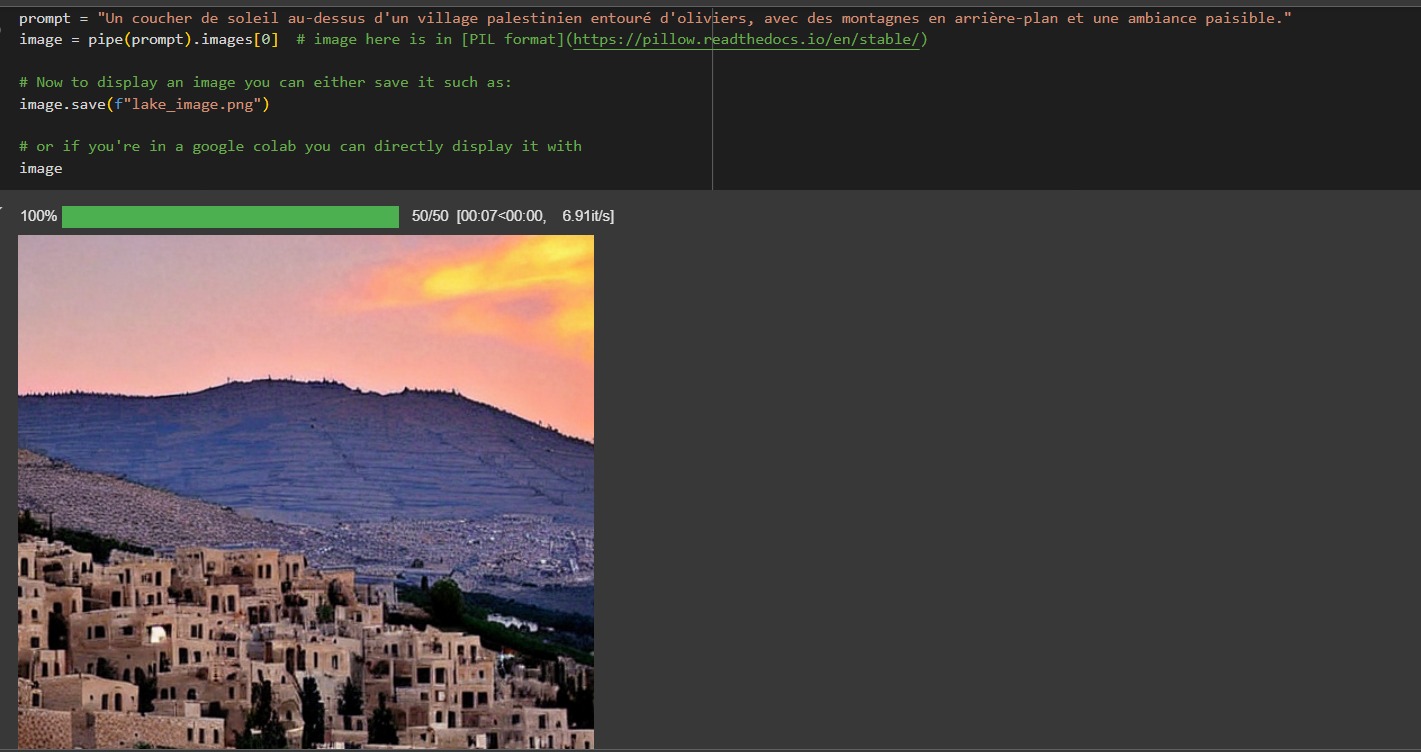 prompt = "Un coucher de soleil au-dessus d'un village palestinien entouré d'oliviers, avec des montagnes en arrière-plan et une ambiance paisible."
image = pipe(prompt).images[0]  # image here is in [PIL format](https://pillow.readthedocs.io/en/stable/)
# Now to display an image you can either save it such as:
image.save(f"lake_image.png")
# or if you're in a google colab you can directly display it with
image
100% 50/50 [00:07<00:00, 6.91it/s]